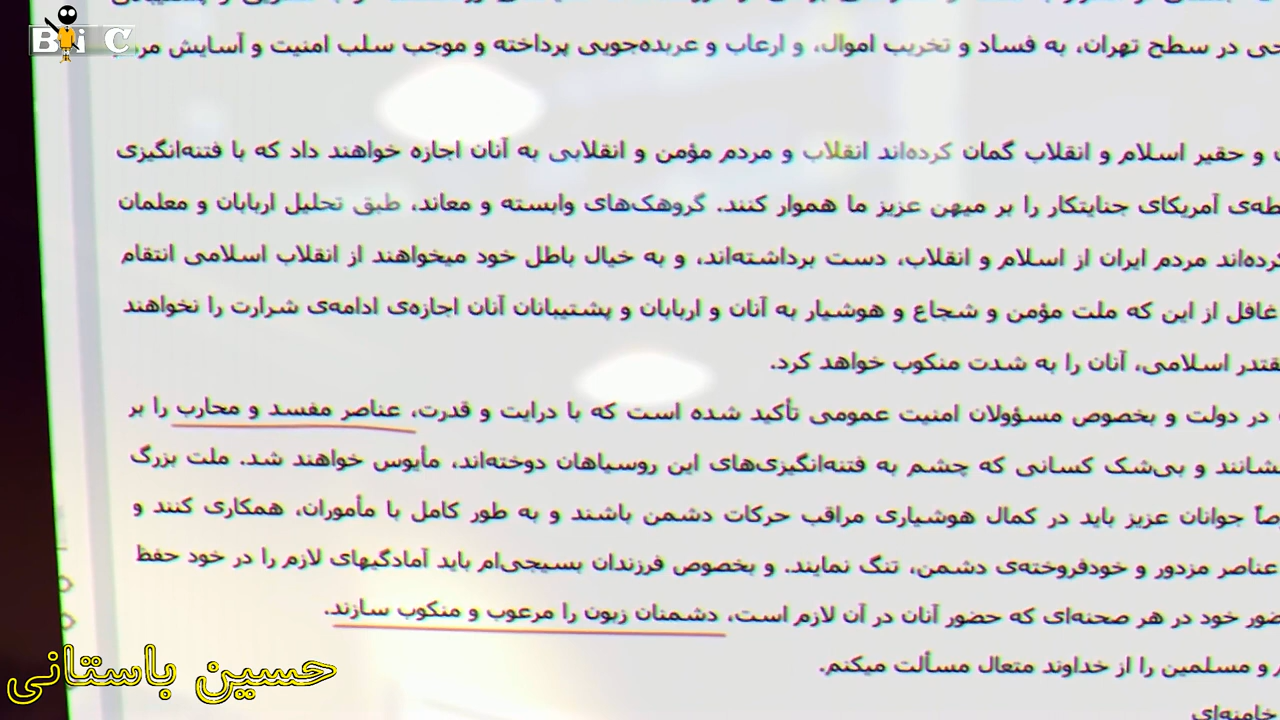 BiC
حی در سطح تهران، به فساد و تخریب اموال، و ارعاب و عربده‌جویی پرداخته و موجب سلب امنیت و آسایش
و حقیر اسلام و انقلاب گمان کرده‌اند انقلاب و مردم مؤمن و انقلابی به آنان اجازه خواهند داد که با فتنه‌انگیزی
طه‌ی آمریکای جنایتکار را بر میهن عزیز ما هموار کنند. گروهک‌های وابسته و معاند، طبق تحلیل اربابان و معلمان
کرده‌اند مردم ایران از اسلام و انقلاب، دست برداشته‌اند، و به خیال باطل خود میخواهند از انقلاب اسلامی انتقام
غافل از این که ملت مؤمن و شجاع و هوشیار به آنان و اربابان و پشتیبانان آنان اجازه‌ی ادامه‌ی شرارت را نخواهند
قتدر اسلامی، آنان را به شدت منکوب خواهد کرد.
در دولت و بخصوص مسؤولان امنیت عمومی تأکید شده است که با درایت و قدرت، عناصر مفسد و محارب را بر
بنشانند و بی‌شک کسانی که چشم به فتنه‌انگیزی‌های این روسیاهان دوخته‌اند، مأیوس خواهند شد. ملت بزرگ
وصاً جوانان عزیز باید در کمال هوشیاری مراقب حرکات دشمن باشند و به طور کامل با مأموران، همکاری کنند و
عناصر مزدور و خودفروخته‌ی دشمن، تنگ نمایند. و بخصوص فرزندان بسیجی‌ام باید آمادگیهای لازم را در خود حفظ
ضور خود در هر صحنه‌ای که حضور آنان در آن لازم است، دشمنان زبون را مرعوب و منکوب سازند.
و مسلمین را از خداوند متعال مسألت میکنم.
خامنه‌ای
حسین باستانی